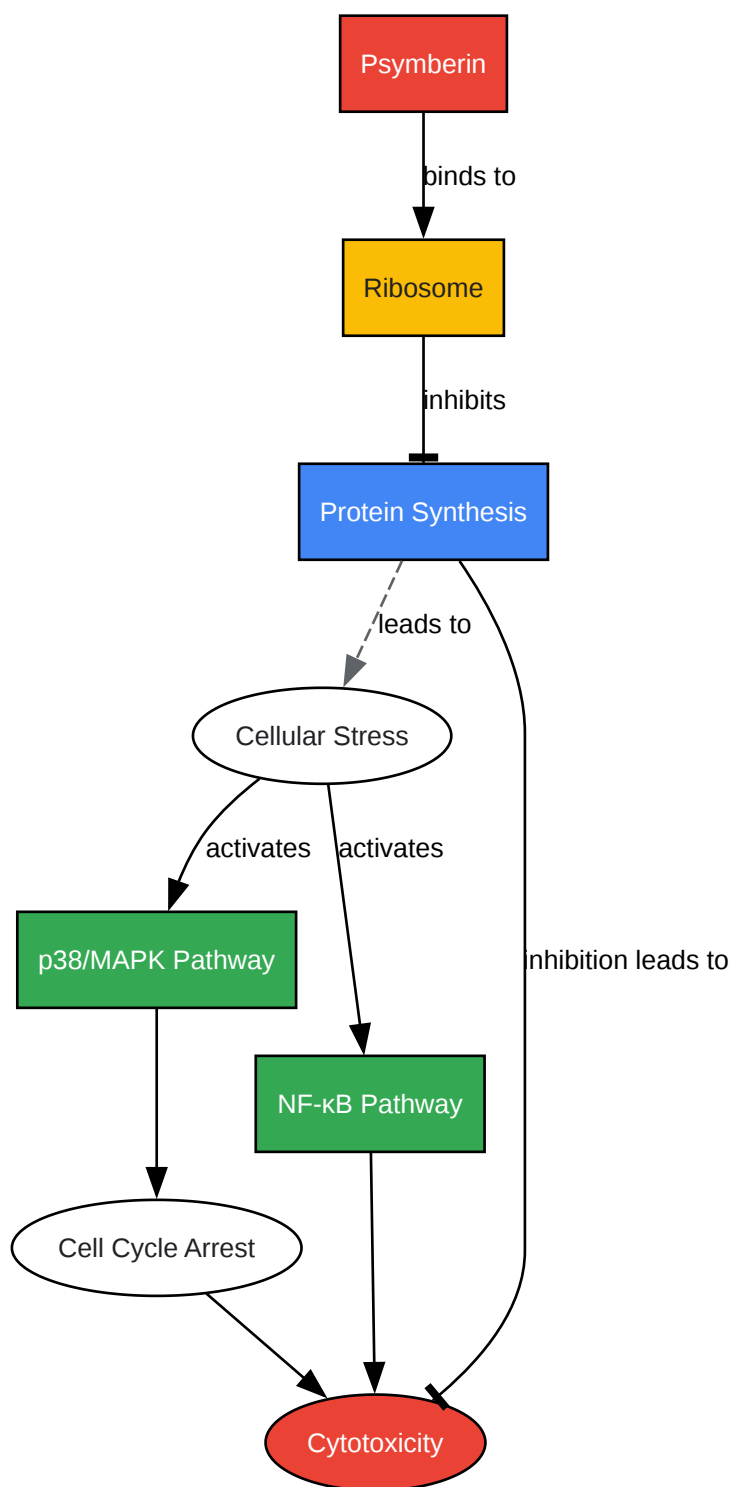 Psymberin
binds to
Ribosome
inhibits
Protein Synthesis
leads to
Cellular Stress
activates
activates
p38/MAPK Pathway
inhibition leads to
NF-κB Pathway
Cell Cycle Arrest
Cytotoxicity